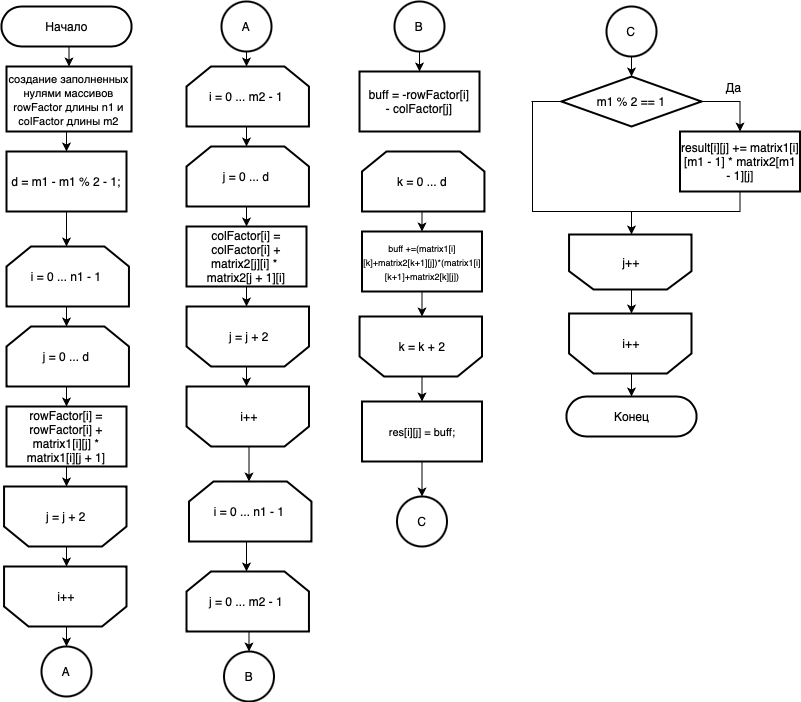 Начало
создание заполненных
нулями массивов
rowFactor длины n1 и
colFactor длины m2
d = m1 - m1 % 2 - 1;
i = 0 ... n1 - 1
j = 0 ... d
rowFactor[i] =
rowFactor[i] +
matrix1[i][j] *
matrix1[i][j + 1]
j = j + 2
i++
A
A
i = 0 ... m2 - 1
j = 0 ... d
colFactor[i] =
colFactor[i] +
matrix2[j][i] *
matrix2[j + 1][i]
j = j + 2
i++
i = 0 ... n1 - 1
j = 0 ... m2 - 1
B
B
buff = -rowFactor[i]
- colFactor[j]
k = 0 ... d
buff +=(matrix1[i]
[k]+matrix2[k+1][j])*(matrix1[i]
[k+1]+matrix2[k][j])
k = k + 2
res[i][j] = buff;
C
C
m1 % 2 == 1
Да
result[i][j] += matrix1[i]
[m1 - 1] * matrix2[m1
- 1][j]
j++
i++
Конец